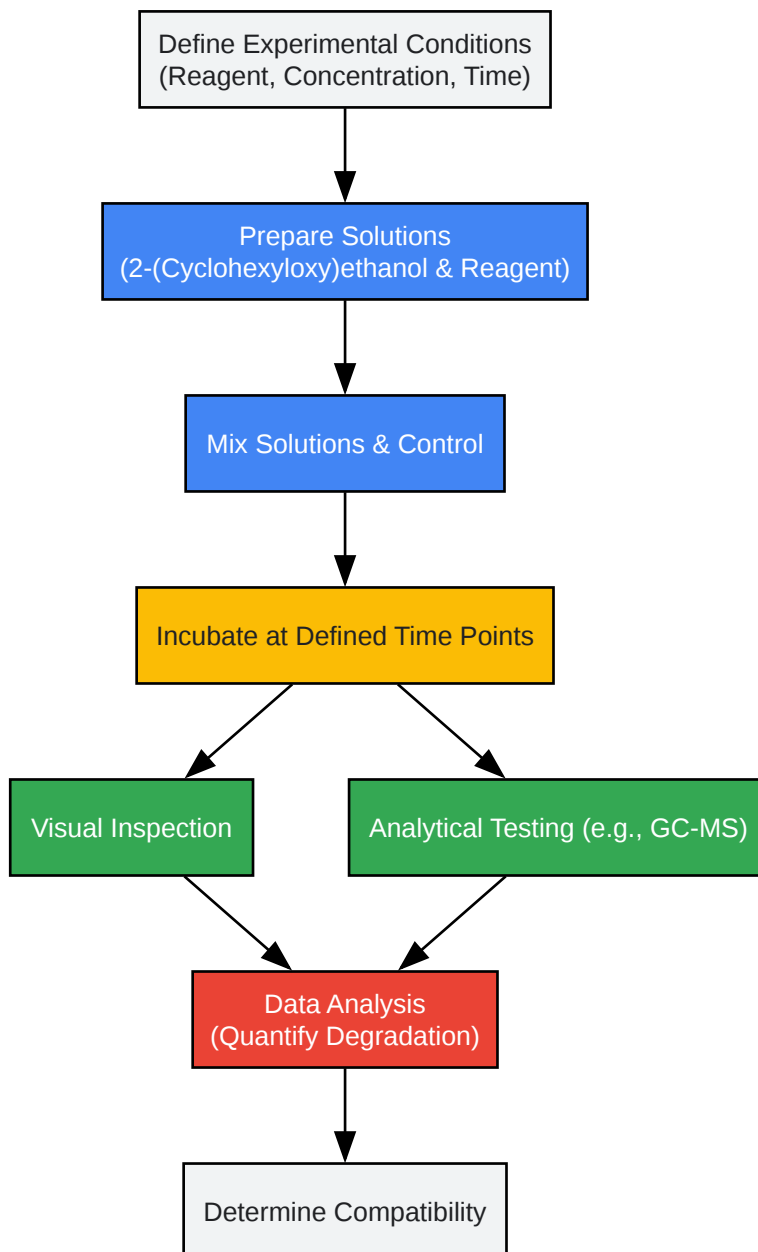 Define Experimental Conditions
(Reagent, Concentration, Time)
Prepare Solutions
(2-(Cyclohexyloxy)ethanol & Reagent)
Mix Solutions & Control
Incubate at Defined Time Points
Visual Inspection
Analytical Testing (e.g., GC-MS)
Data Analysis
(Quantify Degradation)
Determine Compatibility